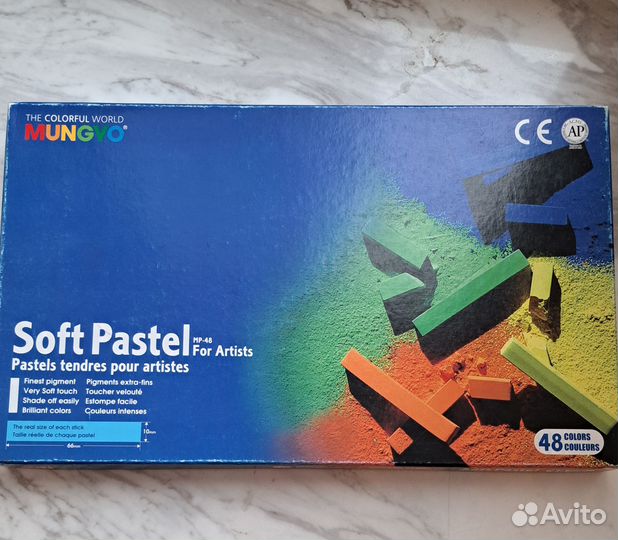 THE COLORFUL WORLD
MUNGYO®
CE
AP
Soft Pastel MP-48 For Artists
Pastels tendres pour artistes
Finest pigment Pigments extra-fins
Very Soft touch Toucher velouté
Shade off easily Estompe facile
Brilliant colors Couleurs intenses
The real size of each stick
Taille réelle de chaque pastel
10mm
66mm
48 COLORS
COULEURS
Avito